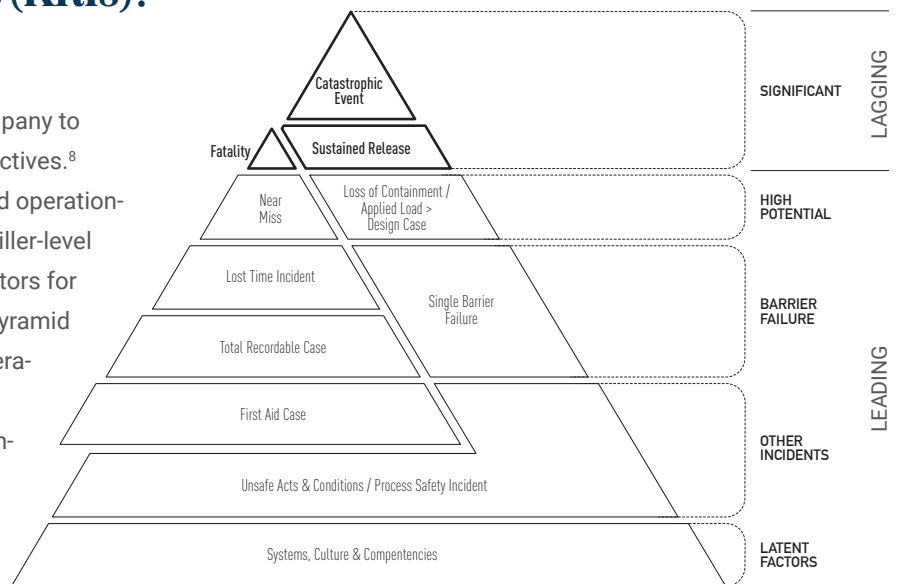 pany to
ctives.⁸
d operation-
iller-level
tors for
yramid
era-
n-
Catastrophic
Event
Fatality
Sustained Release
Near
Miss
Loss of Containment /
Applied Load >
Design Case
Lost Time Incident
Single Barrier
Failure
Total Recordable Case
First Aid Case
Unsafe Acts & Conditions / Process Safety Incident
Systems, Culture & Compentencies
SIGNIFICANT
HIGH
POTENTIAL
BARRIER
FAILURE
OTHER
INCIDENTS
LATENT
FACTORS
LAGGING
LEADING